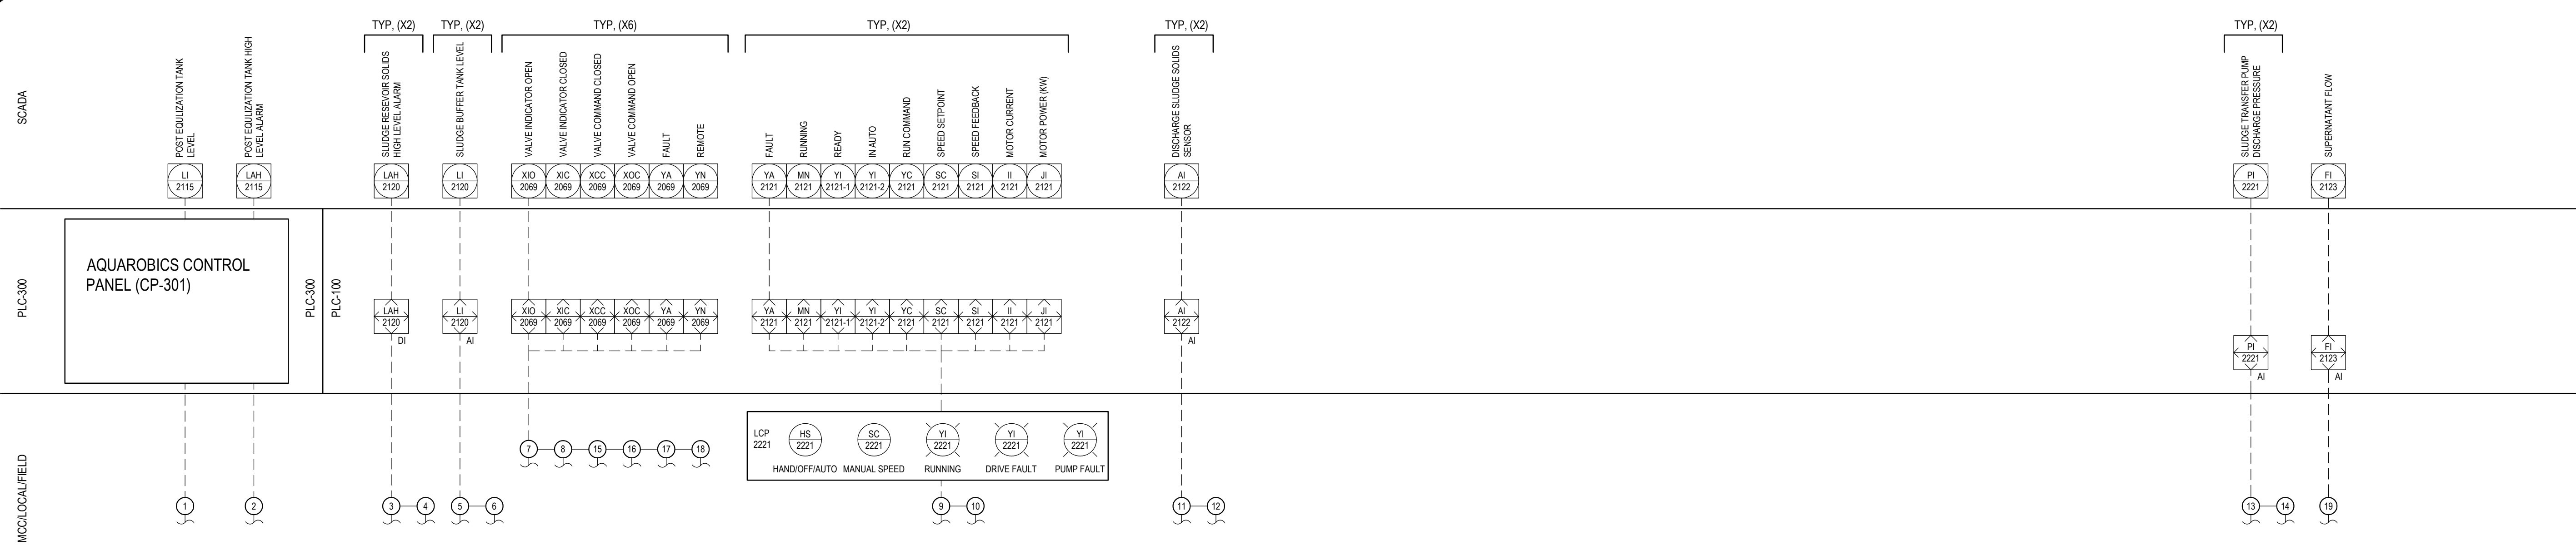 TYP, (X2)
TYP, (X2)
TYP, (X6)
TYP, (X2)
TYP, (X2)
TYP, (X2)
SCADA
POST EQULIZATION TANK
LEVEL
POST EQULIZATION TANK HIGH
LEVEL ALARM
SLUDGE RESEVOIR SOLIDS
HIGH LEVEL ALARM
SLUDGE BUFFER TANK LEVEL
VALVE INDICATOR OPEN
VALVE INDICATOR CLOSED
VALVE COMMAND CLOSED
VALVE COMMAND OPEN
FAULT
REMOTE
FAULT
RUNNING
READY
IN AUTO
RUN COMMAND
SPEED SETPOINT
SPEED FEEDBACK
MOTOR CURRENT
MOTOR POWER (KW)
DISCHARGE SLUDGE SOLIDS
SENSOR
SLUDGE TRANSFER PUMP
DISCHARGE PRESSURE
SUPERNATANT FLOW
LI
2115
LAH
2115
LAH
2120
LI
2120
XIO
2069
XIC
2069
XCC
2069
XOC
2069
YA
2069
YN
2069
YA
2121
MN
2121
YI
2121-1
YI
2121-2
YC
2121
SC
2121
SI
2121
II
2121
JI
2121
AI
2122
PI
2221
FI
2123
PLC-300
AQUAROBICS CONTROL
PANEL (CP-301)
PLC-300
PLC-100
LAH
2120
DI
LI
2120
AI
XIO
2069
XIC
2069
XCC
2069
XOC
2069
YA
2069
YN
2069
YA
2121
MN
2121
YI
2121-1
YI
2121-2
YC
2121
SC
2121
SI
2121
II
2121
JI
2121
AI
2122
AI
PI
2221
AI
FI
2123
AI
MCC/LOCAL/FIELD
LCP
2221
HS
2221
HAND/OFF/AUTO
SC
2221
MANUAL SPEED
YI
2221
RUNNING
YI
2221
DRIVE FAULT
YI
2221
PUMP FAULT
7
8
15
16
17
18
1
2
3
4
5
6
9
10
11
12
13
14
19